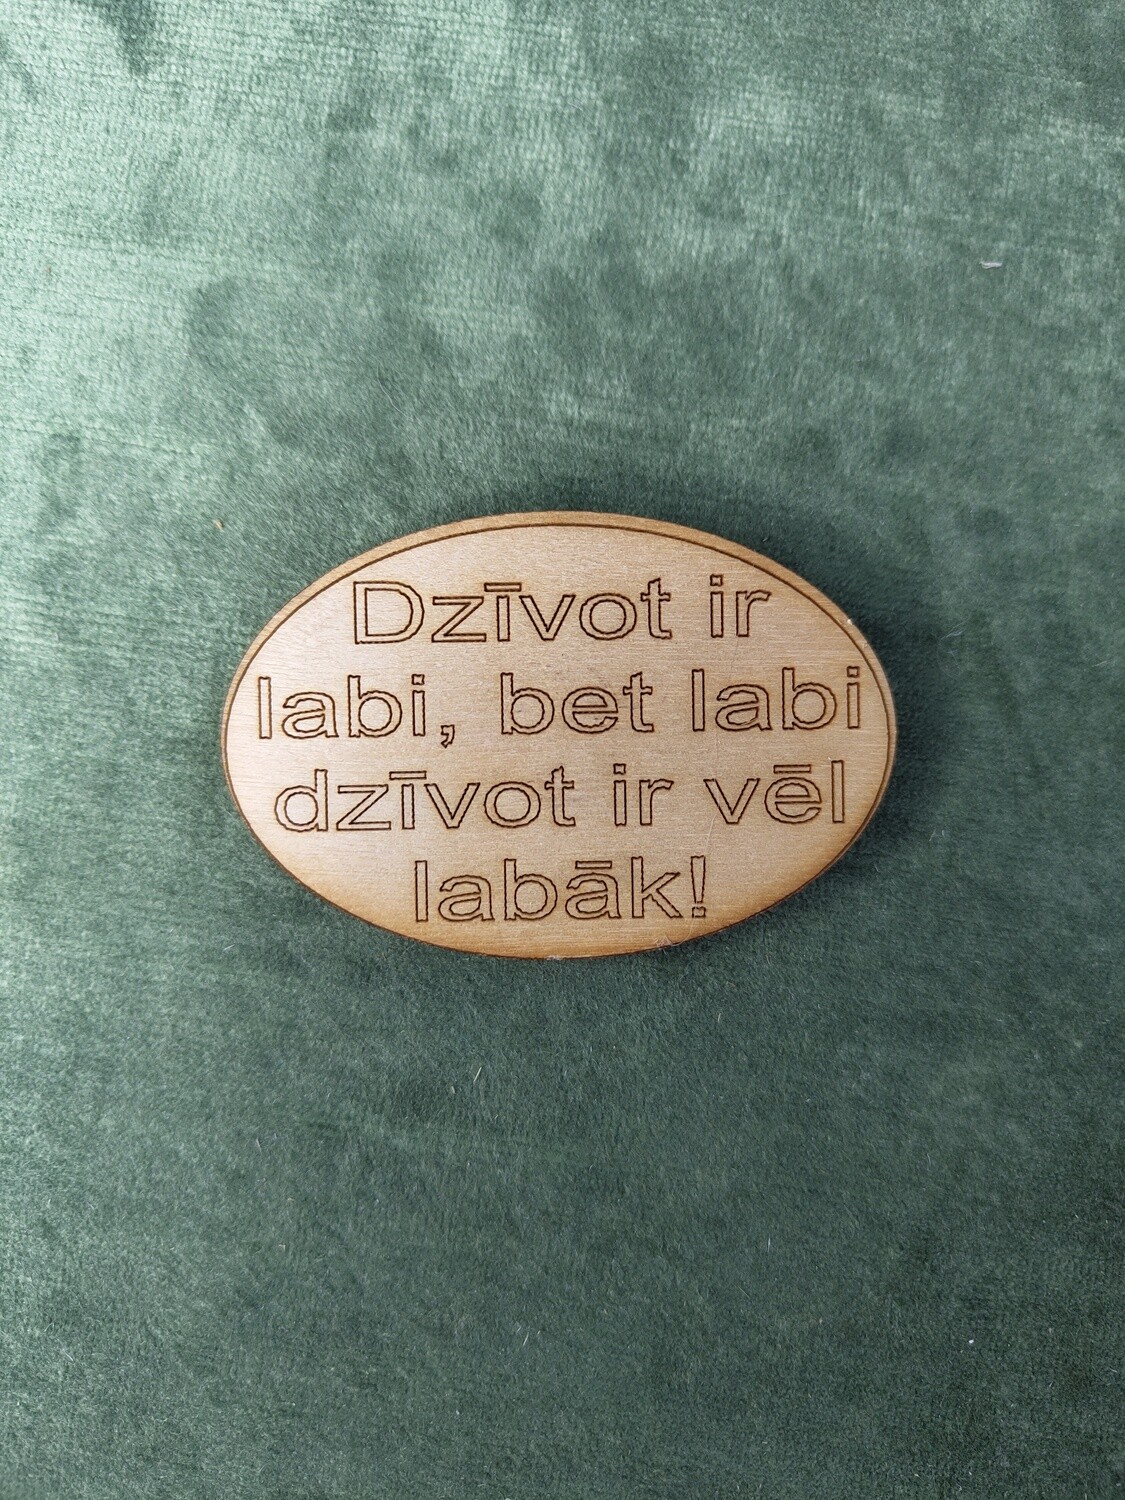 Dzīvot ir
labi, bet labi
dzīvot ir vēl
labāk!